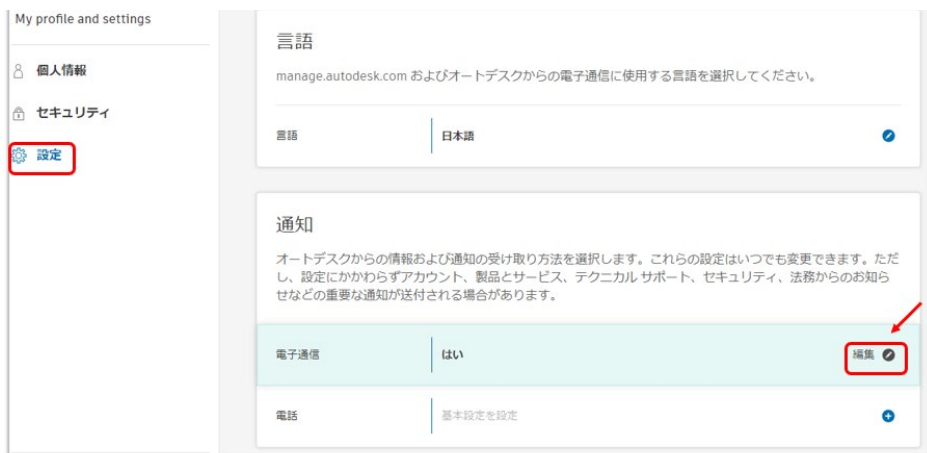 My profile and settings
個人情報
セキュリティ
設定
言語
manage.autodesk.com およびオートデスクからの電子通信に使用する言語を選択してください。
言語
日本語
通知
オートデスクからの情報および通知の受け取り方法を選択します。これらの設定はいつでも変更できます。ただ
し、設定にかかわらずアカウント、製品とサービス、テクニカル サポート、セキュリティ、法務からのお知ら
せなどの重要な通知が送付される場合があります。
電子通信
はい
編集
電話
基本設定を設定